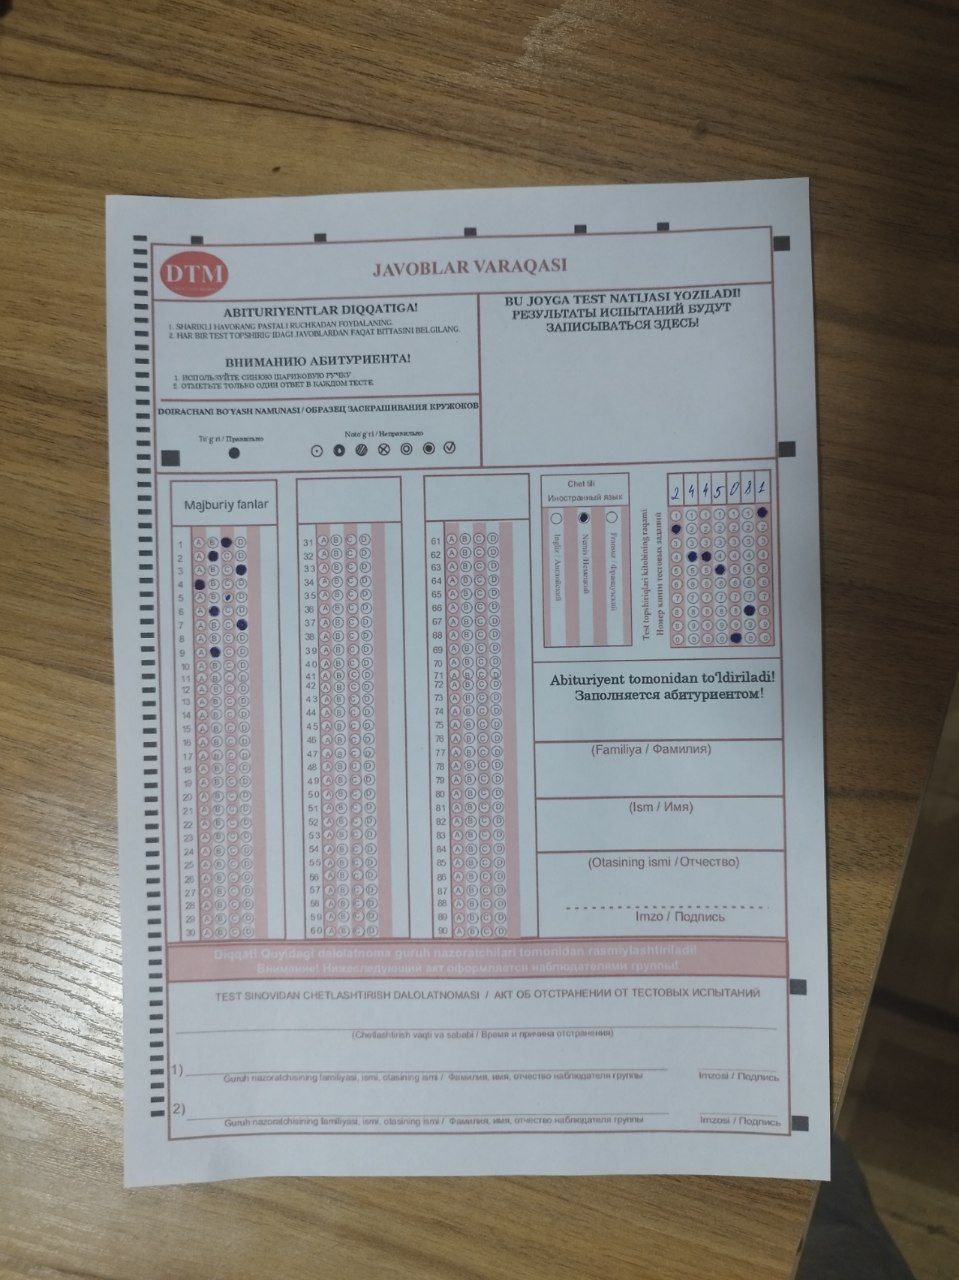 DTM
JAVOBLAR VARAQASI
ABITURIYENTLAR DIQQATIGA!
1. SHARIKLI HAVORANG PASTALI RUCHKADAN FOYDALANING.
2. HAR BIR TEST TOPSHIRIG'IDAGI JAVOBLARDAN FAQAT BITTASINI BELGILANG.
ВНИМАНИЮ АБИТУРИЕНТА!
1. ИСПОЛЬЗУЙТЕ СИНЮЮ ШАРИКОВУЮ РУЧКУ
2. ОТМЕТЬТЕ ТОЛЬКО ОДИН ОТВЕТ В КАЖДОМ ТЕСТЕ
BU JOYGA TEST NATIJASI YOZILADI!
РЕЗУЛЬТАТЫ ИСПЫТАНИЙ БУДУТ
ЗАПИСЫВАТЬСЯ ЗДЕСЬ!
DOIRACHANI BO'YASH NAMUNASI / ОБРАЗЕЦ ЗАСКРАШИВАНИЯ КРУЖОКОВ
To'g'ri / Правильно
Noto'g'ri / Неправильно
Majburiy fanlar
1 A B D
2 A C D
3 A B C
4 B C D
5 A B D
6 A C D
7 A B C
8
9 A C D
10 A B C D
11 A B C D
12 A B C D
13 A B C D
14 A B C D
15 A B C D
16 A B C D
17 A B C D
18 A B C D
19 A B C D
20 A B C D
21 A B C D
22 A B C D
23 A B C D
24 A B C D
25 A B C D
26 A B C D
27 A B C D
28 A B C D
29 A B C D
30 A B C D
31 A B C D
32 A B C D
33 A B C D
34 A B C D
35 A B C D
36 A B C D
37 A B C D
38 A B C D
39 A B C D
40 A B C D
41 A B C D
42 A B C D
43 A B C D
44 A B C D
45 A B C D
46 A B C D
47 A B C D
48 A B C D
49 A B C D
50 A B C D
51 A B C D
52 A B C D
53 A B C D
54 A B C D
55 A B C D
56 A B C D
57 A B C D
58 A B C D
59 A B C D
60 A B C D
61 A B C D
62 A B C D
63 A B C D
64 A B C D
65 A B C D
66 A B C D
67 A B C D
68 A B C D
69 A B C D
70 A B C D
71 A B C D
72 A B C D
73 A B C D
74 A B C D
75 A B C D
76 A B C D
77 A B C D
78 A B C D
79 A B C D
80 A B C D
81 A B C D
82 A B C D
83 A B C D
84 A B C D
85 A B C D
86 A B C D
87 A B C D
88 A B C D
89 A B C D
90 A B C D
Chet tili
Иностранный язык
Ingliz / Английский
Nemis / Немецкий
Fransuz / Французский
Test topshiriqlari kitobining raqami
Номер книги тестовых заданий
2 4 4 5 0 8 1
Abituriyent tomonidan to'ldiriladi!
Заполняется абитуриентом!
(Familiya / Фамилия)
(Ism / Имя)
(Otasining ismi / Отчество)
Imzo / Подпись
Diqqat! Quyidagi dalolatnoma guruh nazoratchilari tomonidan rasmiylashtiriladi!
Внимание! Нижеследующий акт оформляется наблюдателями группы!
TEST SINOVIDAN CHETLASHTIRISH DALOLATNOMASI / АКТ ОБ ОТСТРАНЕНИИ ОТ ТЕСТОВЫХ ИСПЫТАНИЙ
(Chetlashtirish vaqti va sababi / Время и причина отстранения)
1)
Guruh nazoratchisining familiyasi, ismi, otasining ismi / Фамилия, имя, отчество наблюдателя группы
Imzosi / Подпись
2)
Guruh nazoratchisining familiyasi, ismi, otasining ismi / Фамилия, имя, отчество наблюдателя группы
Imzosi / Подпись